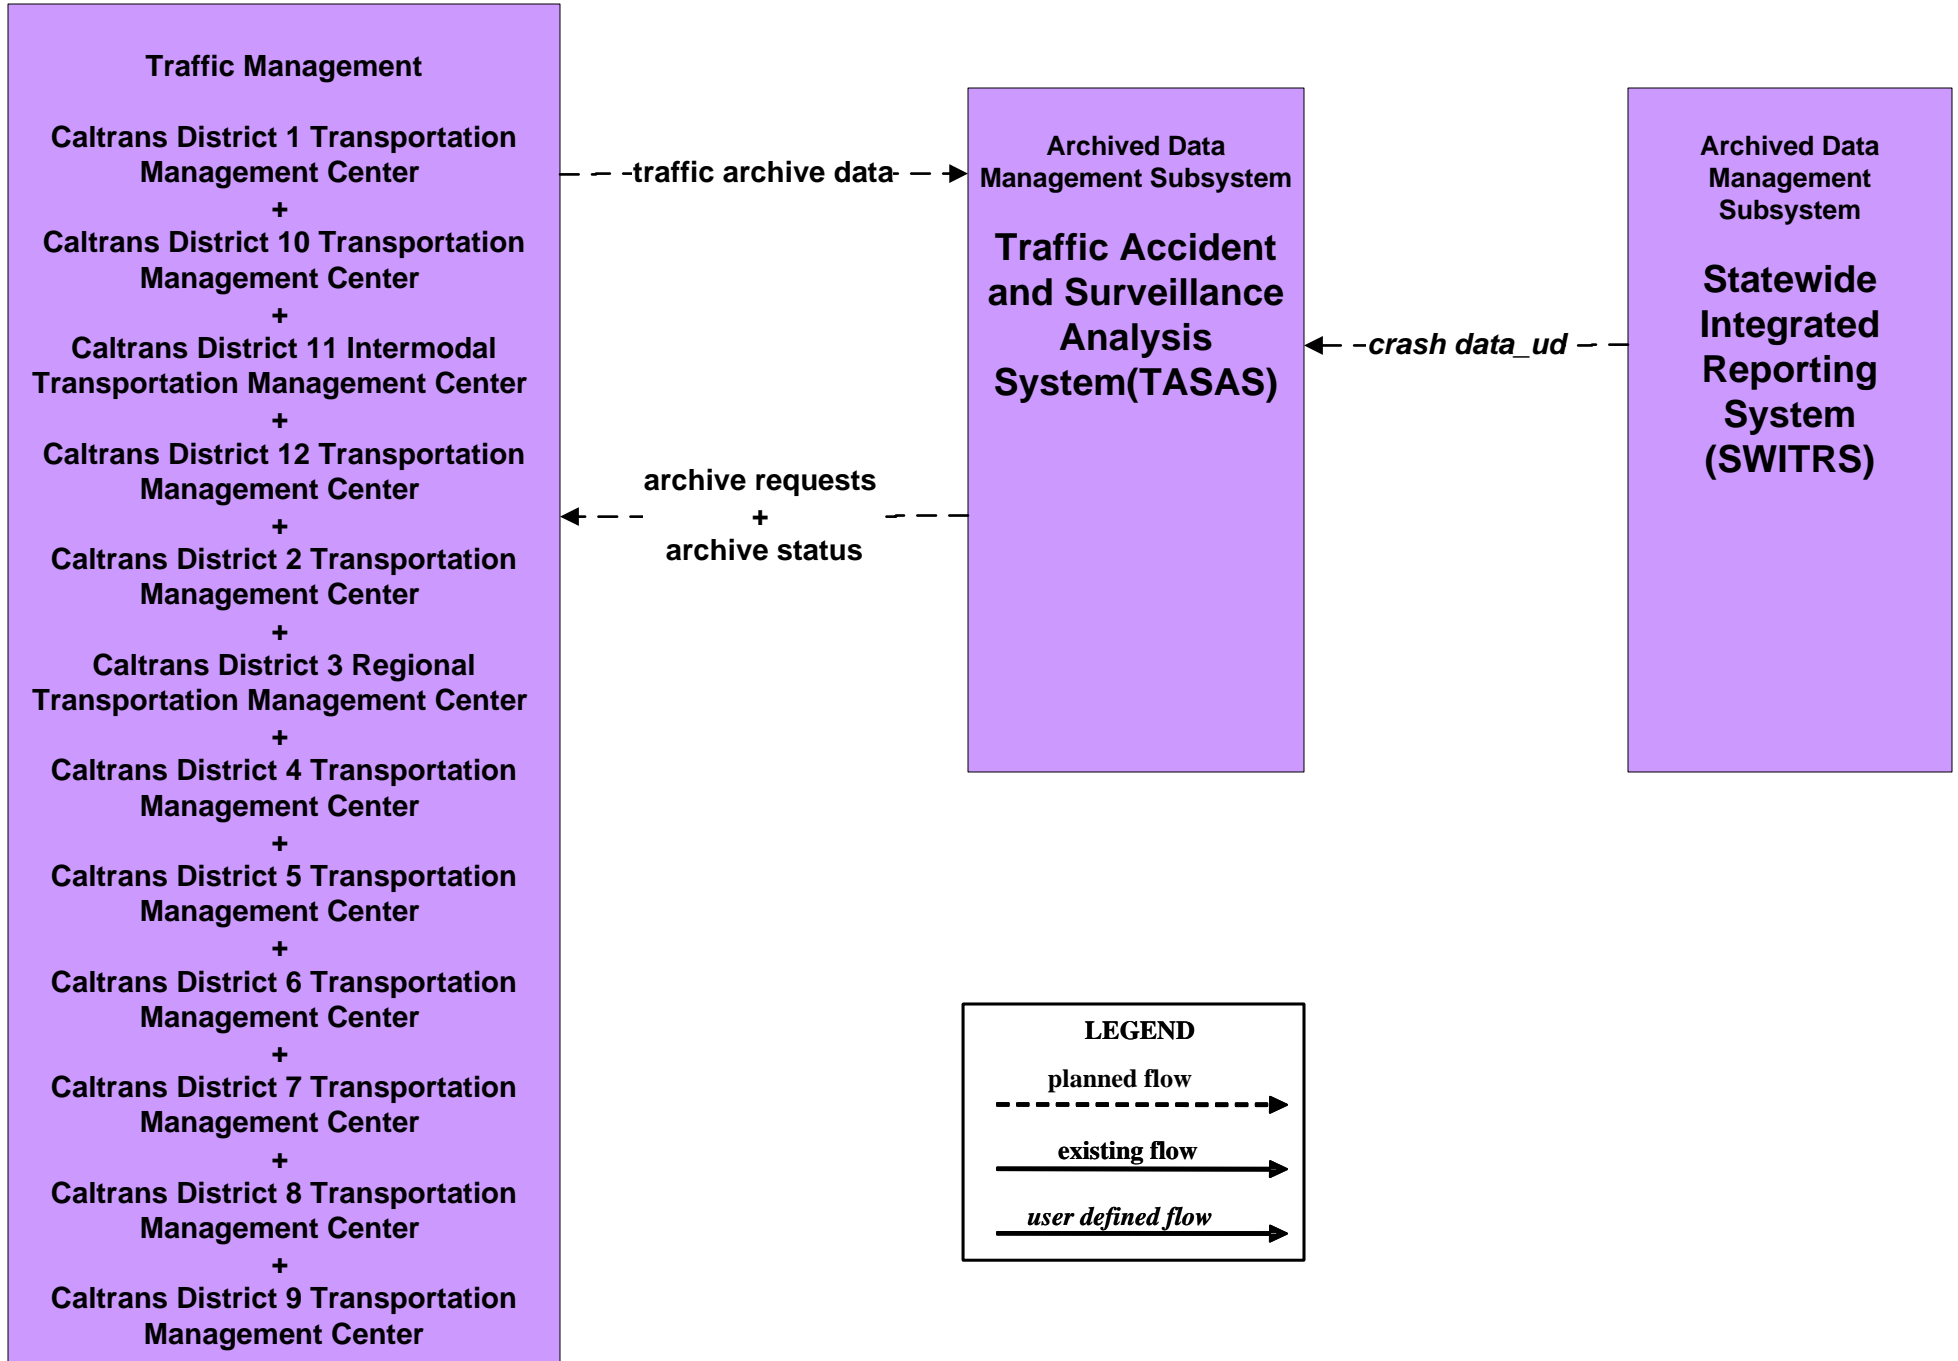 Traffic Management
Caltrans District 1 Transportation
Management Center
+
Caltrans District 10 Transportation
Management Center
+
Caltrans District 11 Intermodal
Transportation Management Center
+
Caltrans District 12 Transportation
Management Center
+
Caltrans District 2 Transportation
Management Center
+
Caltrans District 3 Regional
Transportation Management Center
+
Caltrans District 4 Transportation
Management Center
+
Caltrans District 5 Transportation
Management Center
+
Caltrans District 6 Transportation
Management Center
+
Caltrans District 7 Transportation
Management Center
+
Caltrans District 8 Transportation
Management Center
+
Caltrans District 9 Transportation
Management Center
traffic archive data
archive requests
+
archive status
Archived Data
Management Subsystem
Traffic Accident
and Surveillance
Analysis
System(TASAS)
crash data_ud
Archived Data
Management
Subsystem
Statewide
Integrated
Reporting
System
(SWITRS)
LEGEND
planned flow
existing flow
user defined flow